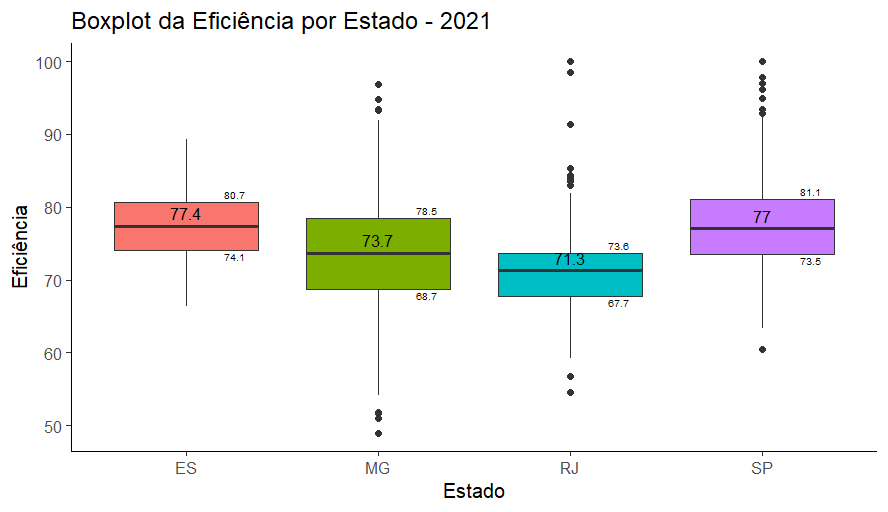 Boxplot da Eficiência por Estado - 2021
Eficiência
100
90
80
70
60
50
80.7
77.4
74.1
78.5
73.7
68.7
73.6
71.3
67.7
81.1
77
73.5
ES
MG
RJ
SP
Estado